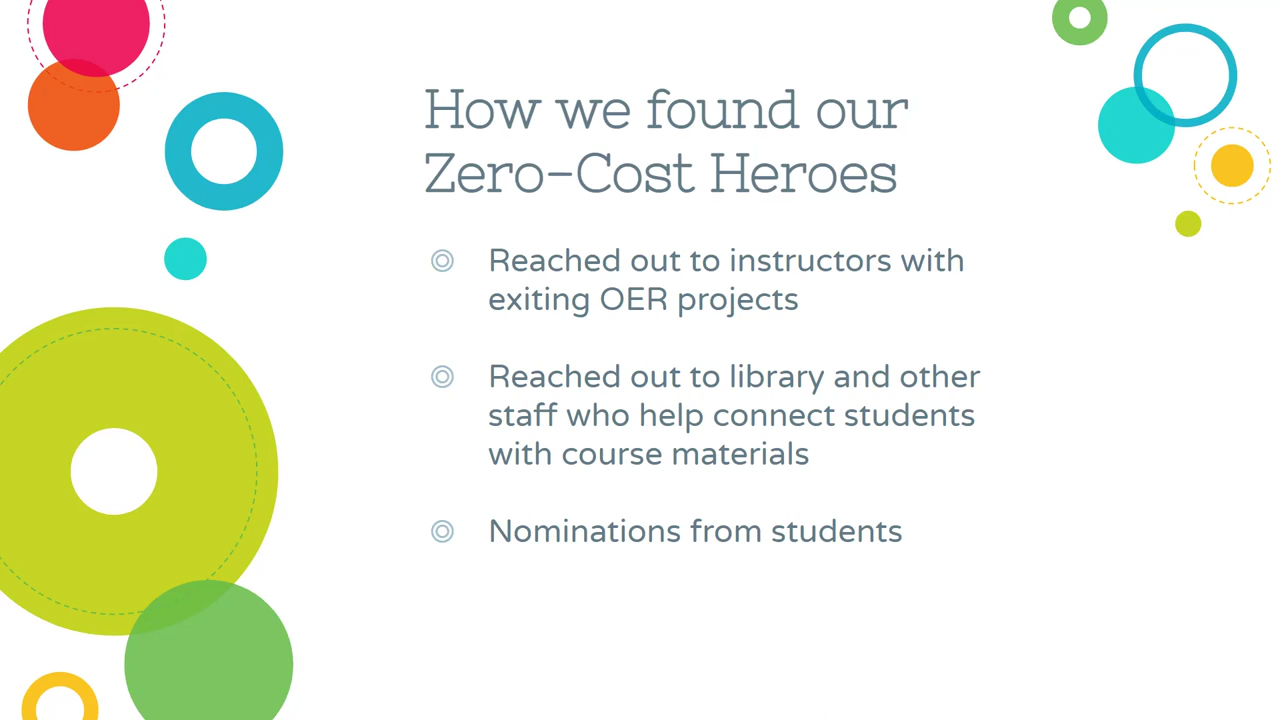 How we found our
Zero-Cost Heroes
Reached out to instructors with
exiting OER projects
Reached out to library and other
staff who help connect students
with course materials
Nominations from students